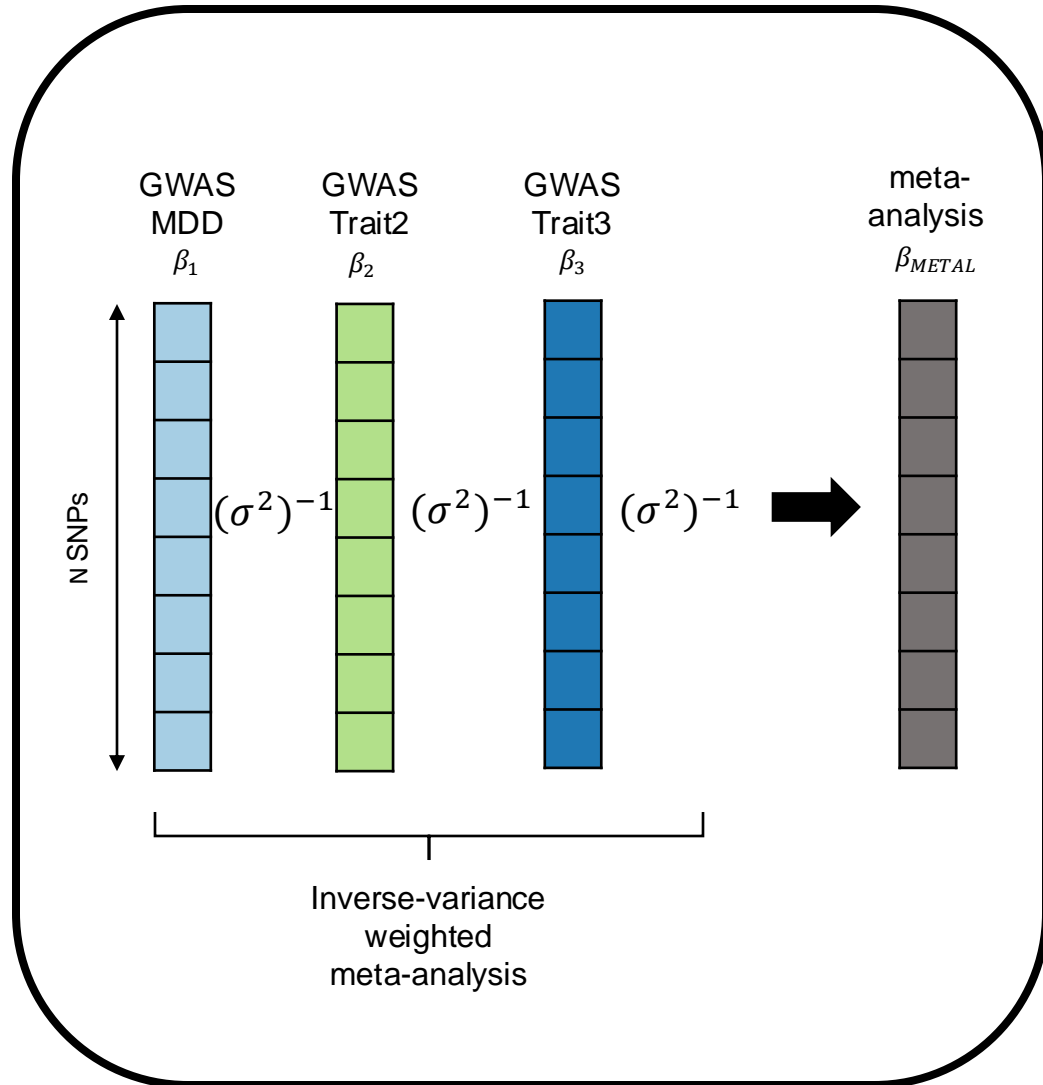 GWAS
MDD
β₁
GWAS
Trait2
β₂
GWAS
Trait3
β₃
meta-
analysis
β_METAL
N SNPs
(σ²)⁻¹
(σ²)⁻¹
(σ²)⁻¹
Inverse-variance
weighted
meta-analysis